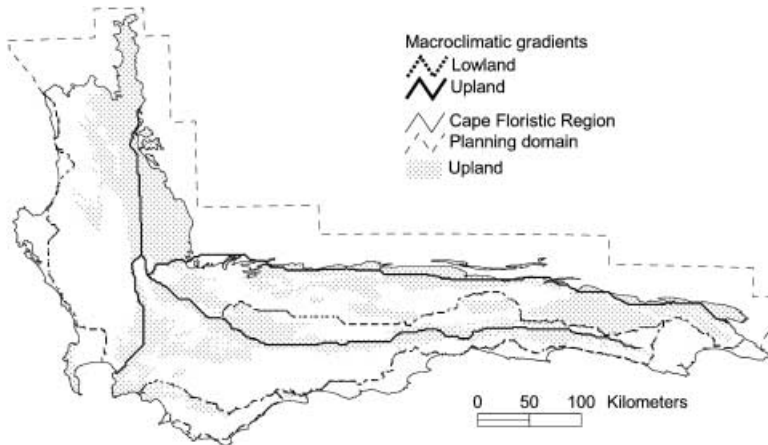 Macroclimatic gradients
Lowland
Upland
Cape Floristic Region
Planning domain
Upland
0 50 100 Kilometers